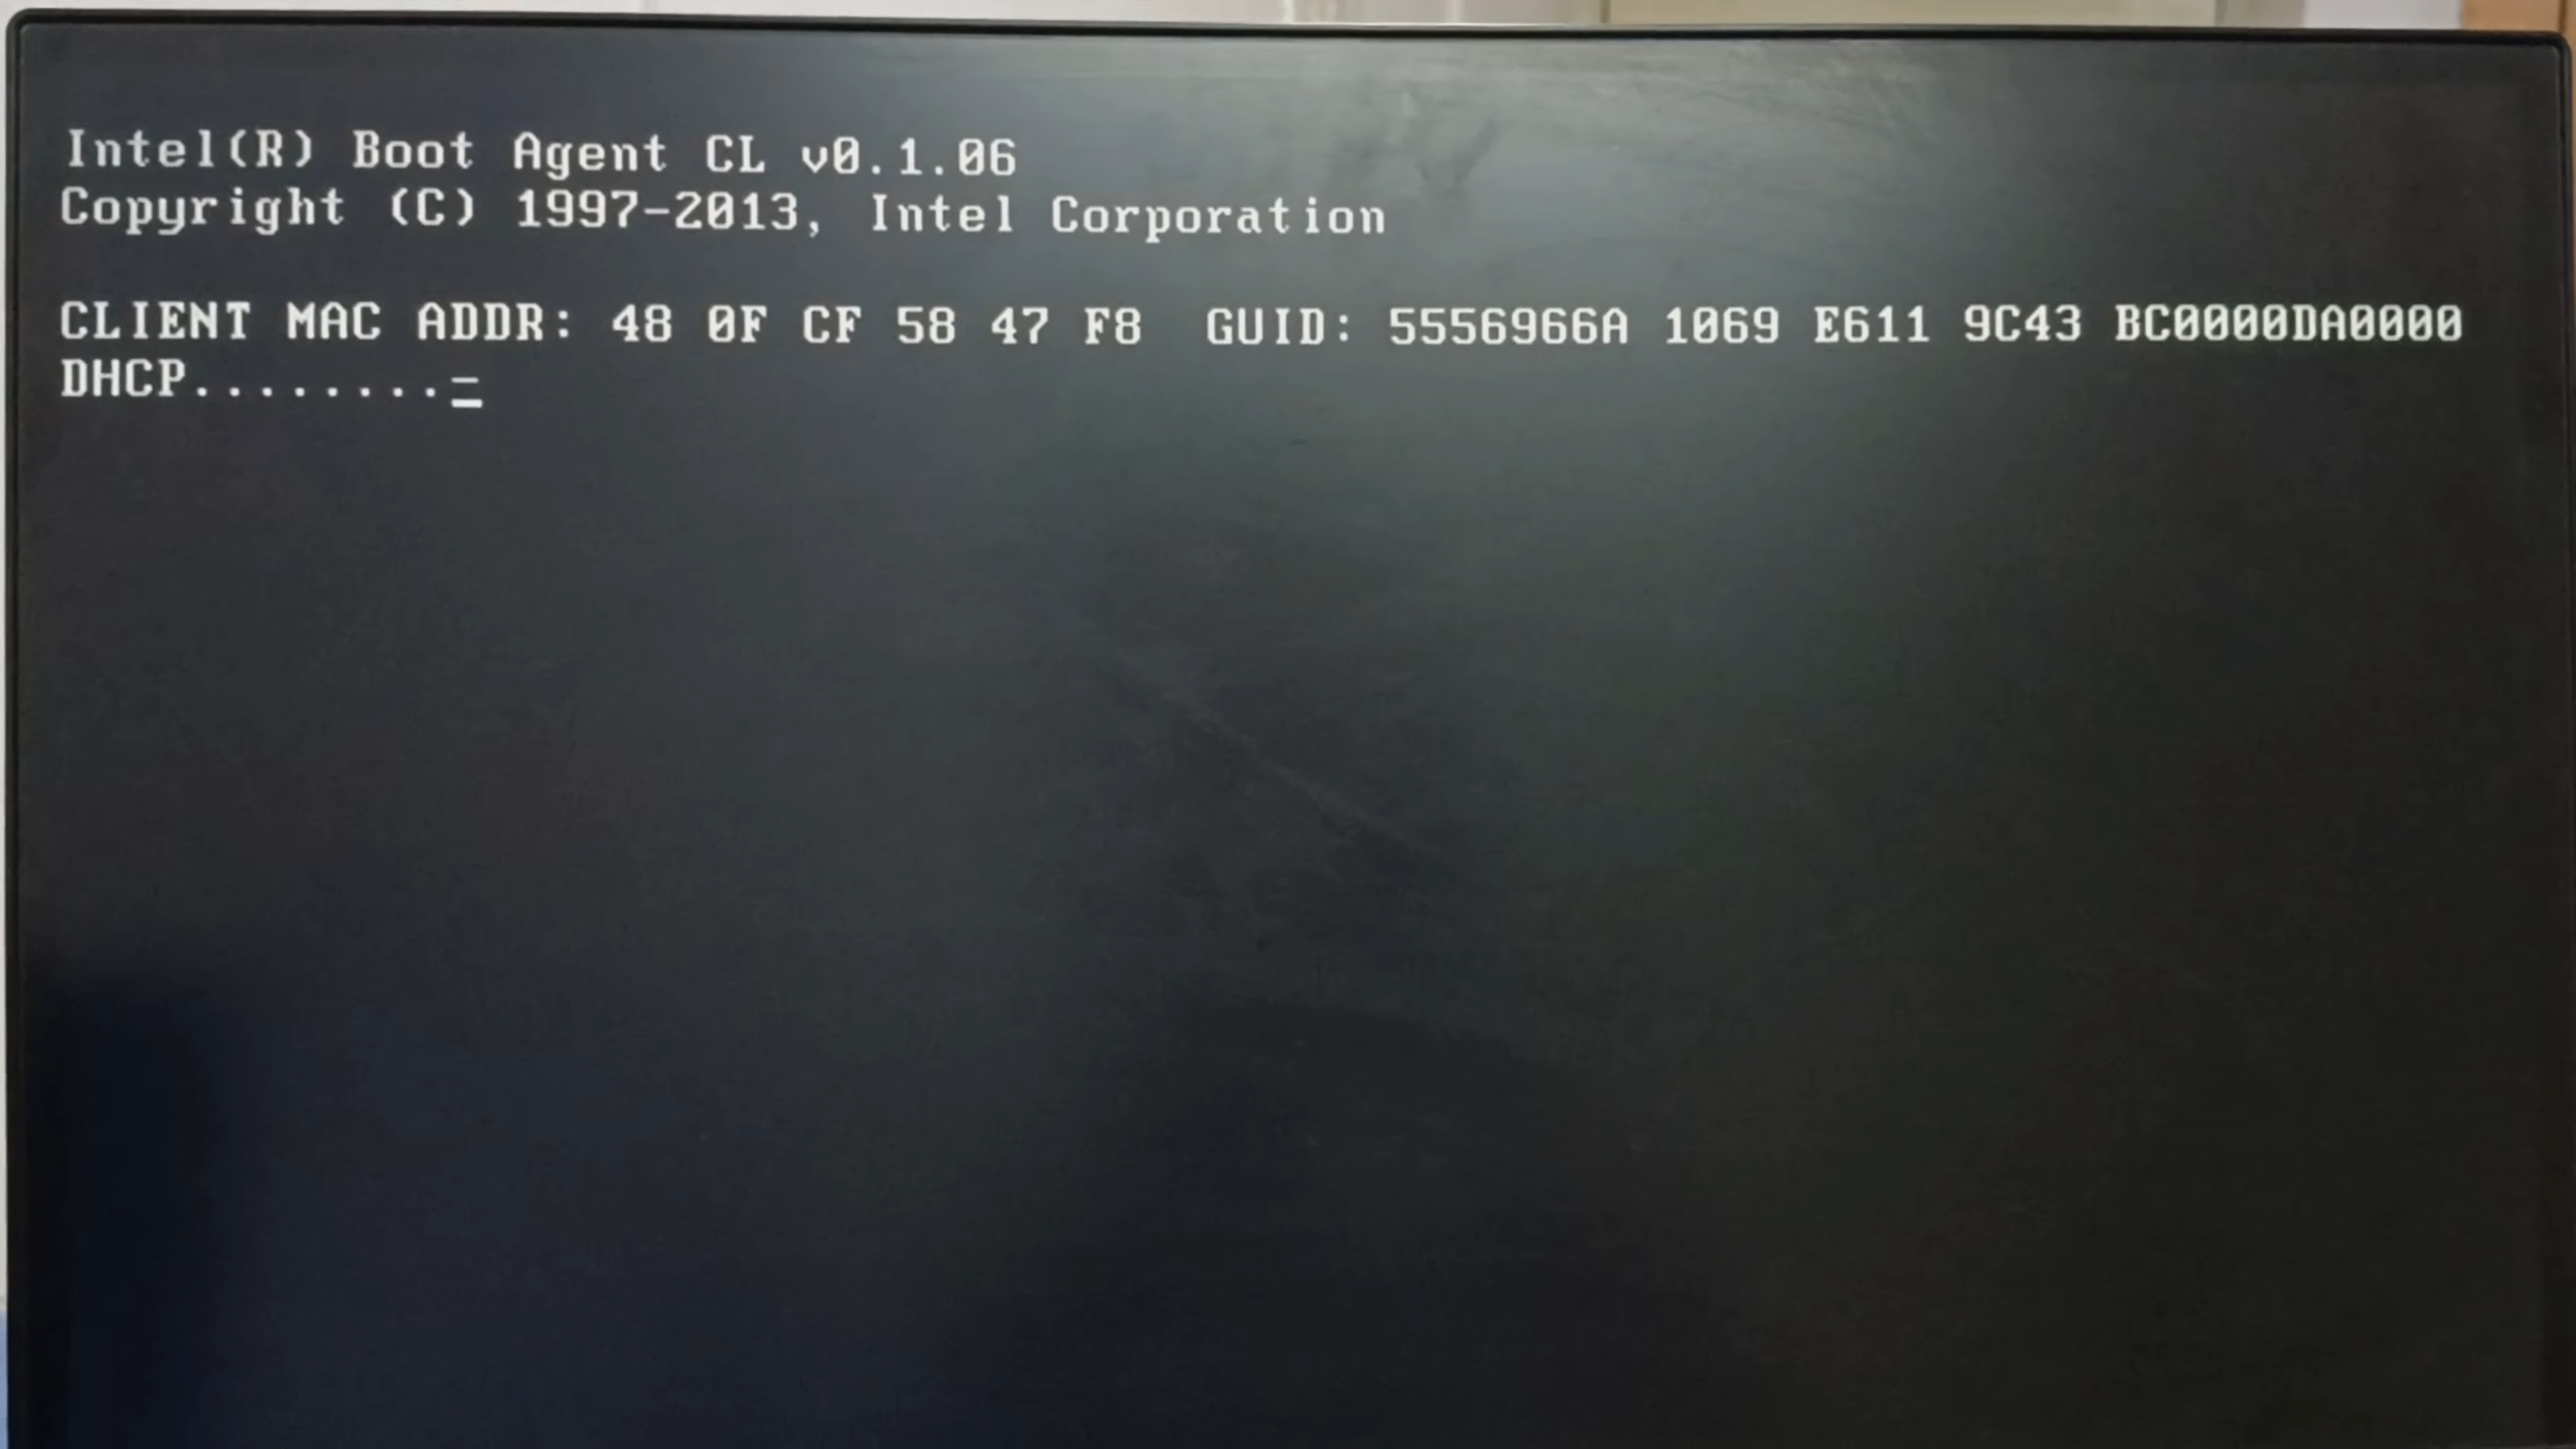 Intel(R) Boot Agent CL v0.1.06
Copyright (C) 1997-2013, Intel Corporation
CLIENT MAC ADDR: 48 0F CF 58 47 F8  GUID: 5556966A 1069 E611 9C43 BC0000DA0000
DHCP........_